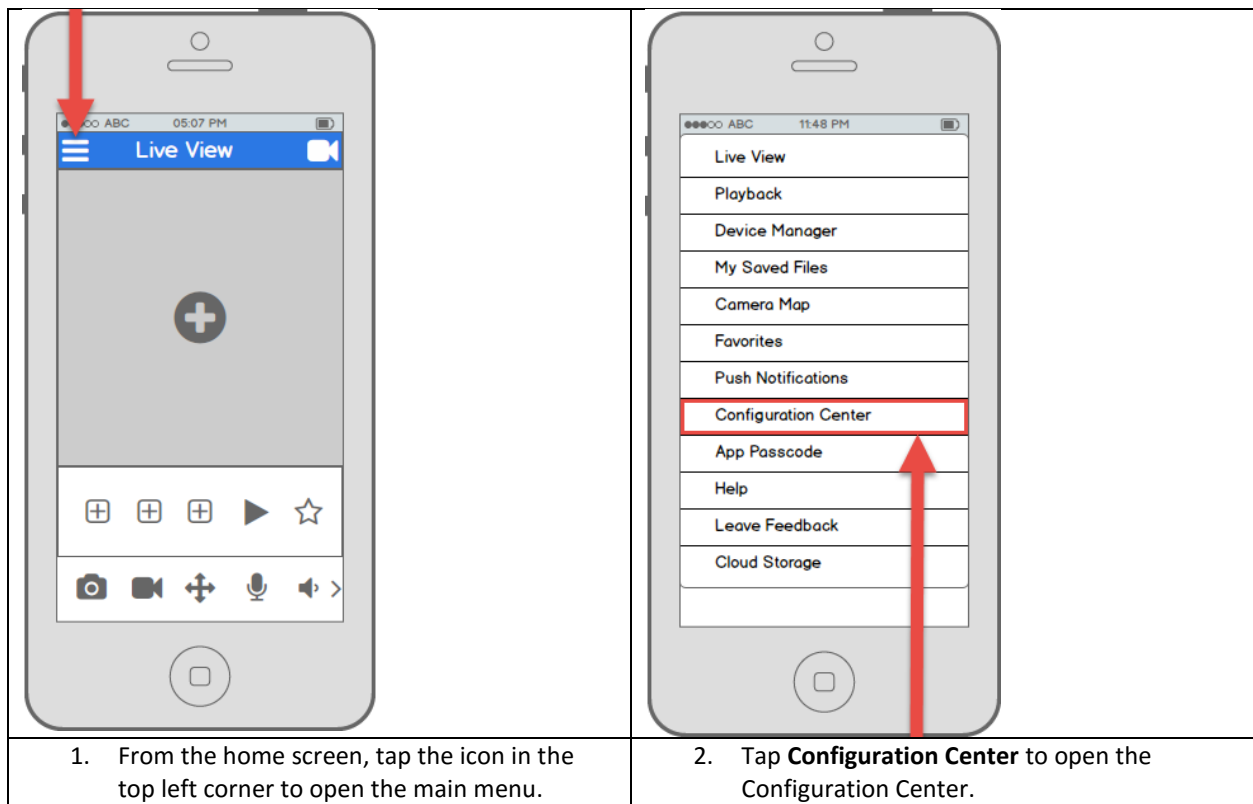 ABC 05:07 PM
Live View
1. From the home screen, tap the icon in the
top left corner to open the main menu.
ABC 11:48 PM
Live View
Playback
Device Manager
My Saved Files
Camera Map
Favorites
Push Notifications
Configuration Center
App Passcode
Help
Leave Feedback
Cloud Storage
2. Tap Configuration Center to open the
Configuration Center.